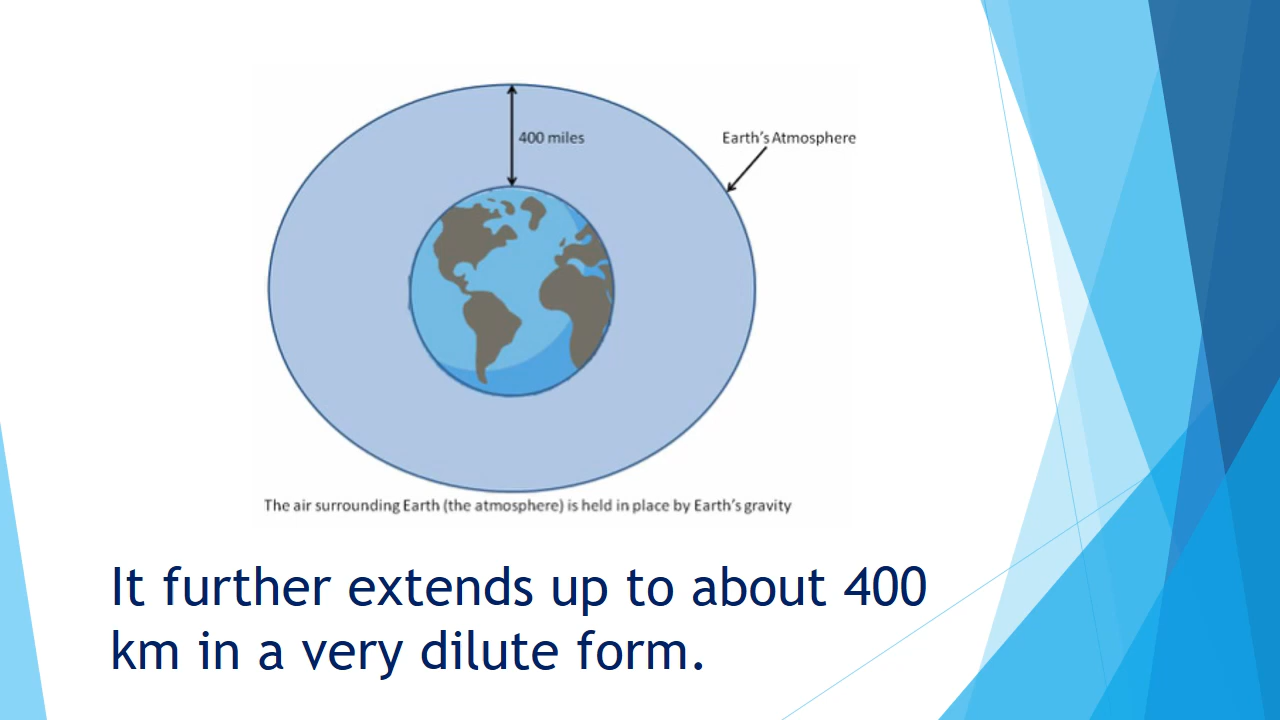 400 miles
Earth's Atmosphere
The air surrounding Earth (the atmosphere) is held in place by Earth's gravity
It further extends up to about 400
km in a very dilute form.